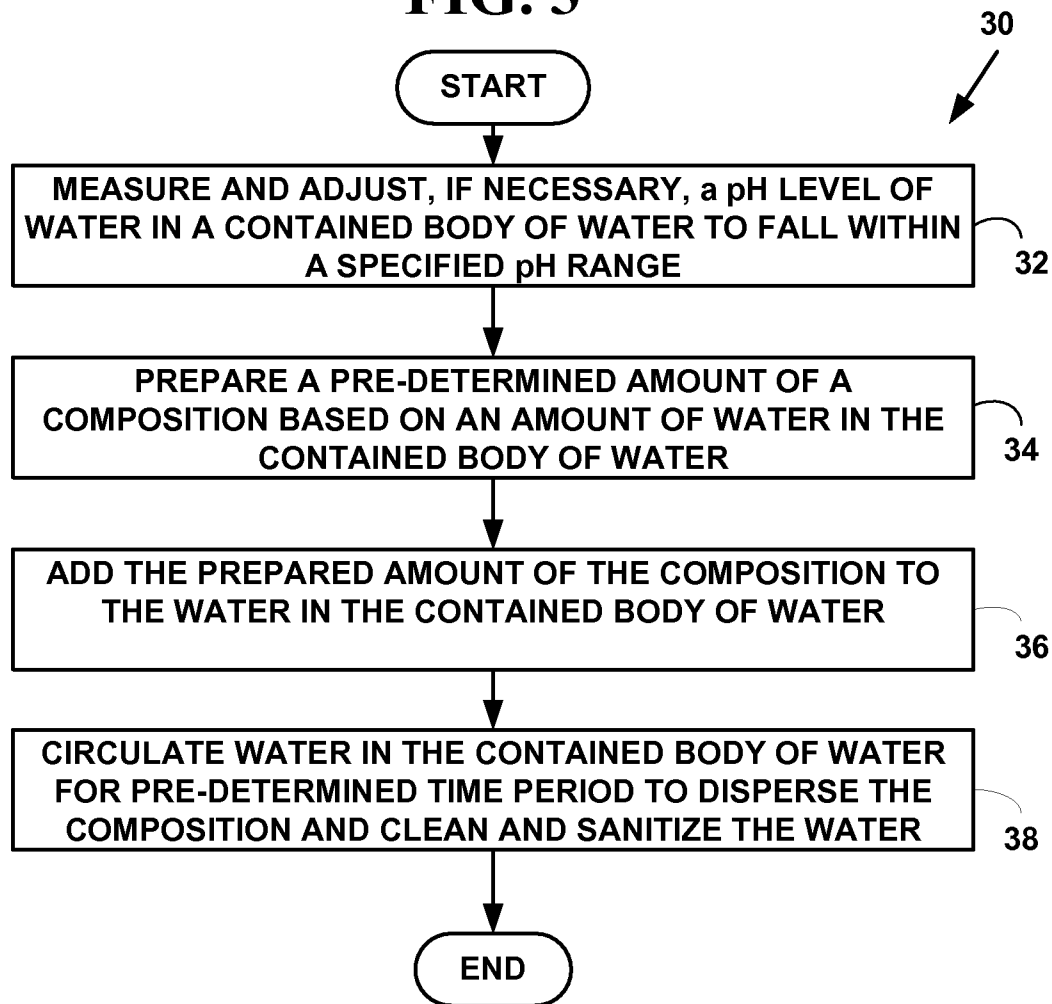 30
START
MEASURE AND ADJUST, IF NECESSARY, a pH LEVEL OF
WATER IN A CONTAINED BODY OF WATER TO FALL WITHIN
A SPECIFIED pH RANGE
32
PREPARE A PRE-DETERMINED AMOUNT OF A
COMPOSITION BASED ON AN AMOUNT OF WATER IN THE
CONTAINED BODY OF WATER
34
ADD THE PREPARED AMOUNT OF THE COMPOSITION TO
THE WATER IN THE CONTAINED BODY OF WATER
36
CIRCULATE WATER IN THE CONTAINED BODY OF WATER
FOR PRE-DETERMINED TIME PERIOD TO DISPERSE THE
COMPOSITION AND CLEAN AND SANITIZE THE WATER
38
END